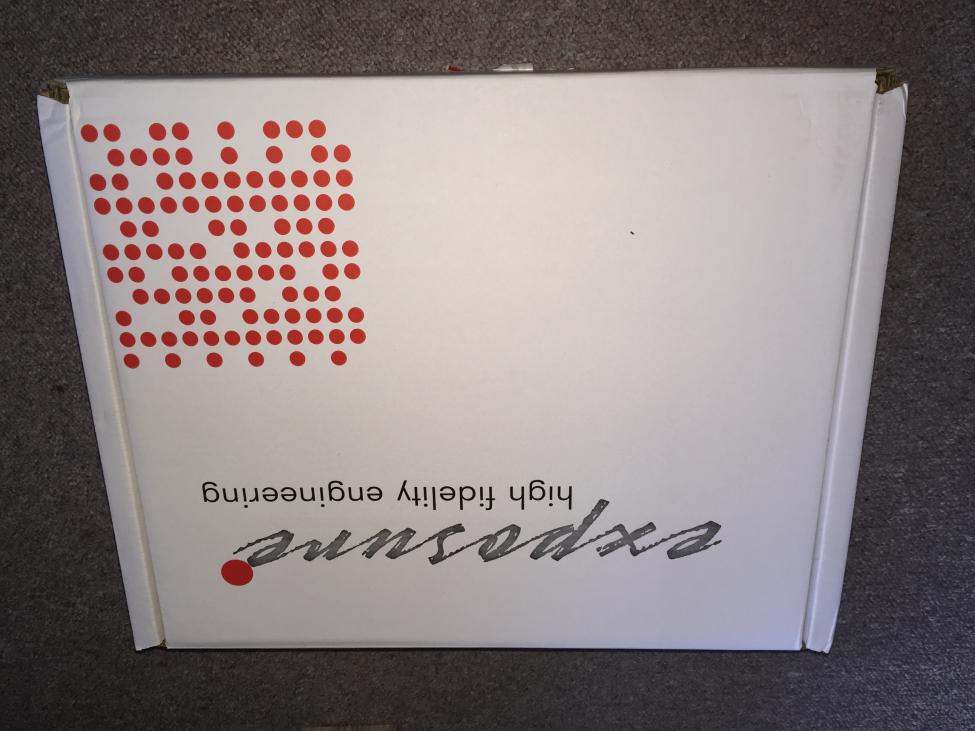 exposure
high fidelity engineering